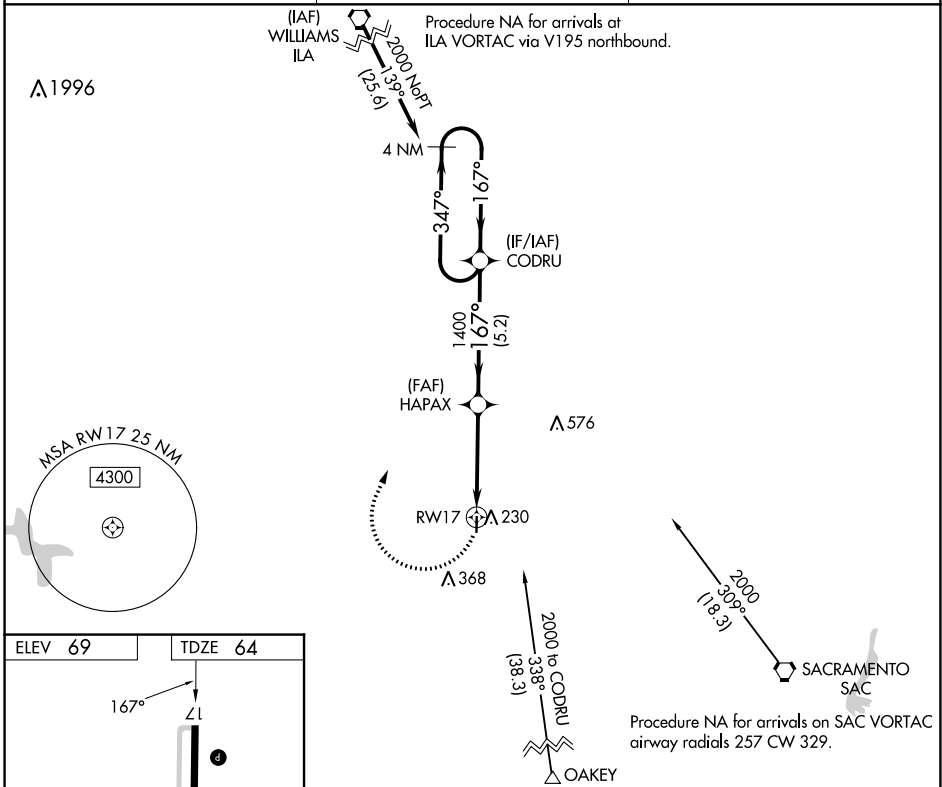 (IAF)
WILLIAMS
ILA
Procedure NA for arrivals at
ILA VORTAC via V195 northbound.
2000 NoPT
139°
(25.6)
1996
4 NM
347°
167°
(IF/IAF)
CODRU
1400
167°
(5.2)
(FAF)
HAPAX
576
MSA RW17 25 NM
4300
RW17
230
368
2000
309°
(18.3)
2000 to CODRU
338°
(38.3)
SACRAMENTO
SAC
Procedure NA for arrivals on SAC VORTAC
airway radials 257 CW 329.
OAKEY
ELEV 69
TDZE 64
167°
17
P